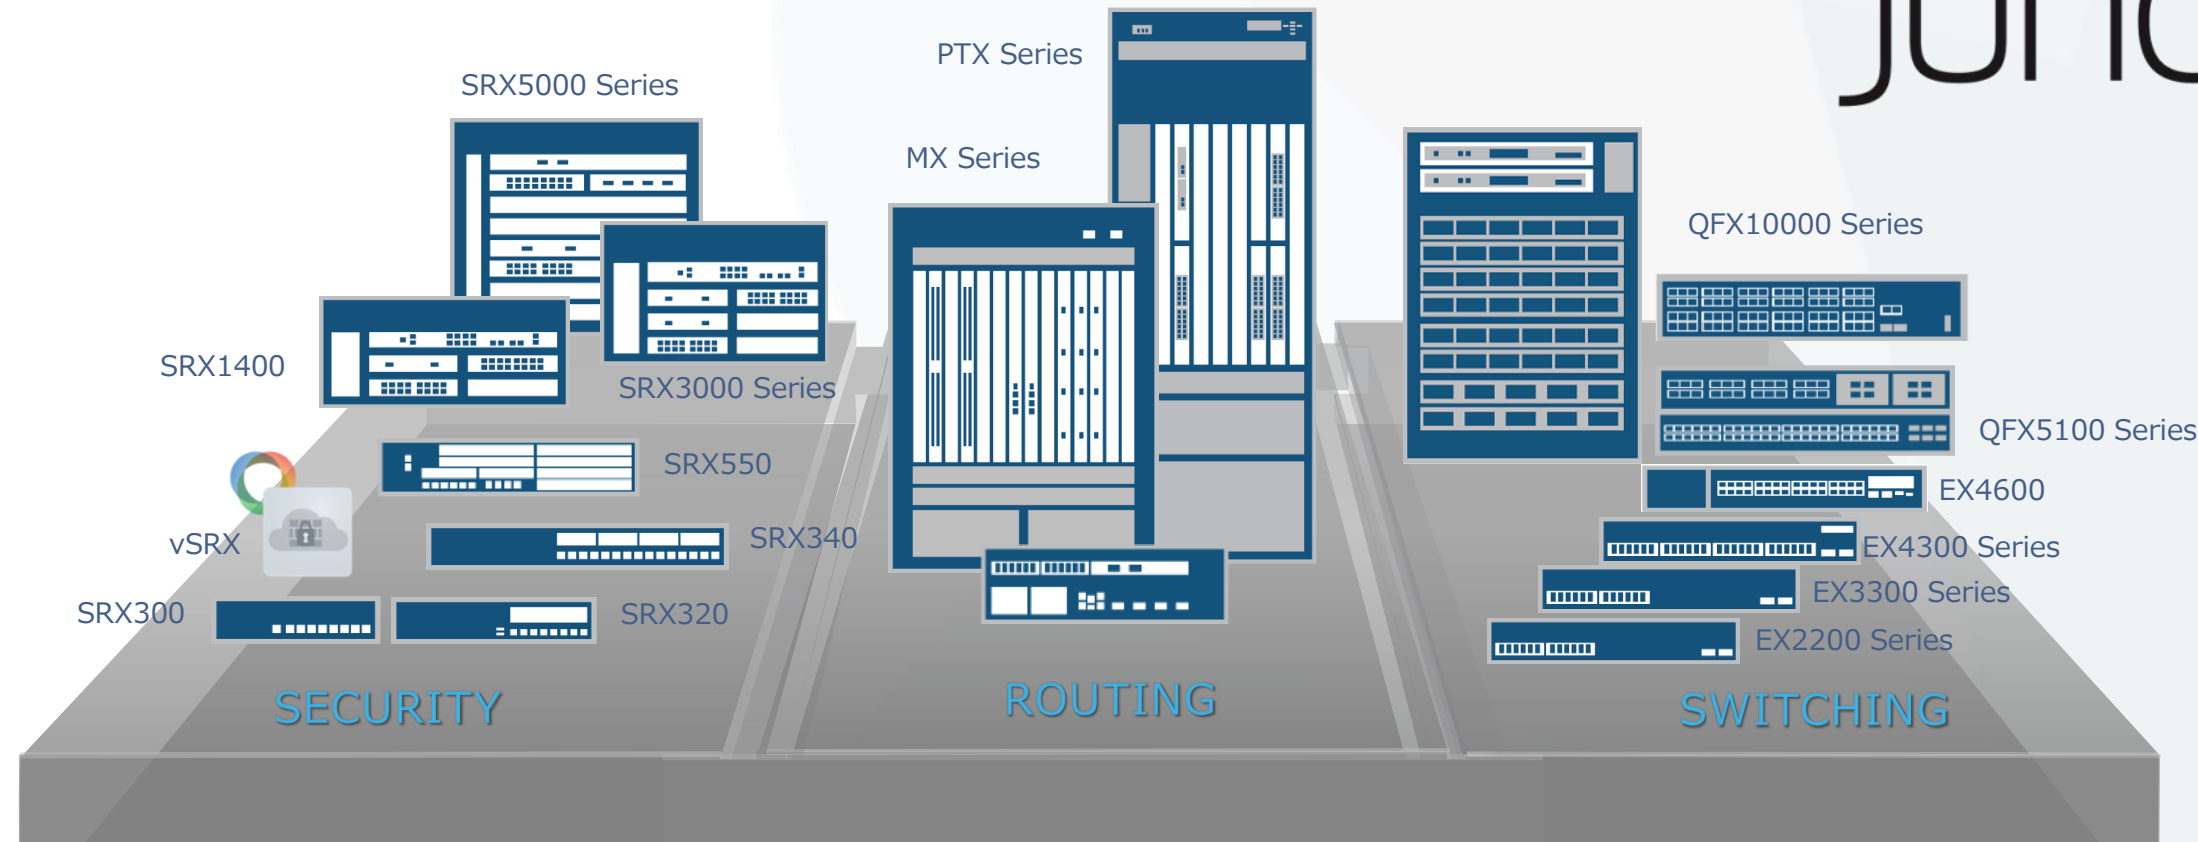 PTX Series
SRX5000 Series
MX Series
QFX10000 Series
SRX1400
SRX3000 Series
QFX5100 Series
SRX550
EX4600
vSRX
SRX340
EX4300 Series
SRX300
SRX320
EX3300 Series
EX2200 Series
SECURITY
ROUTING
SWITCHING